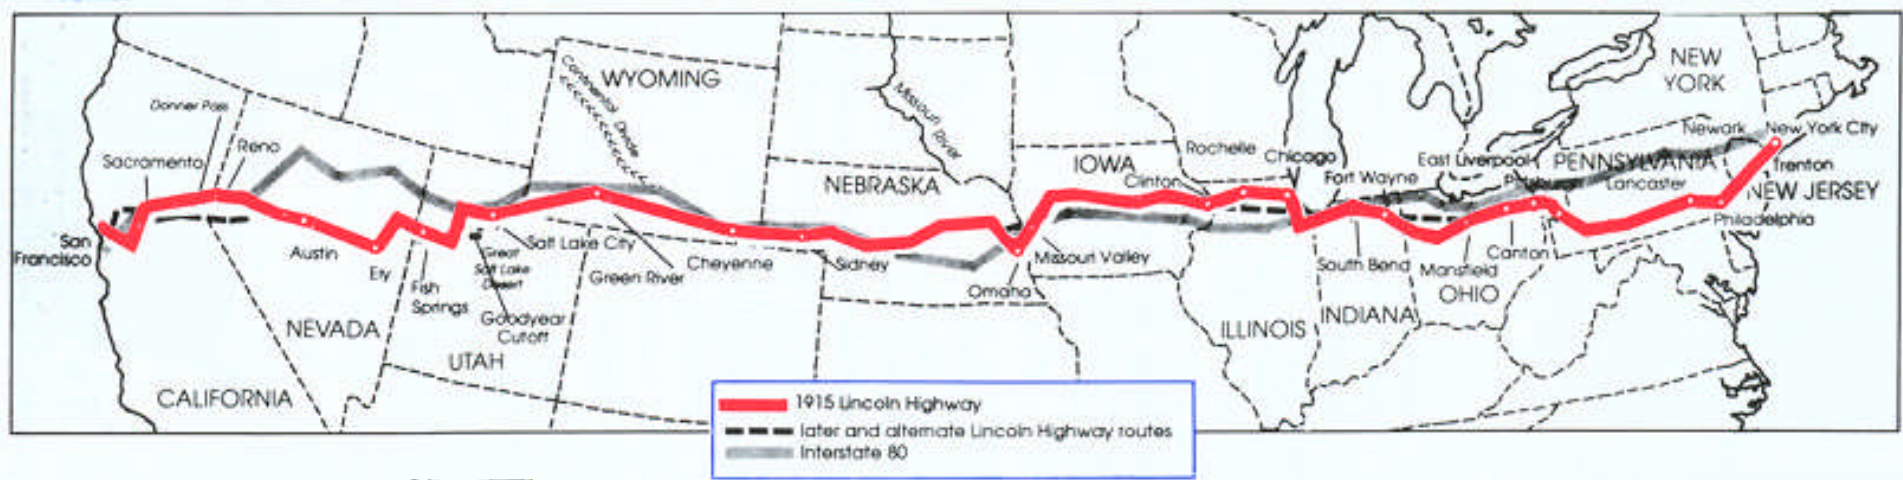 WYOMING
Continental Divide
Missouri River
NEW
YORK
Donner Pass
Sacramento
Reno
NEBRASKA
IOWA
Rochelle
Chicago
Clinton
Fort Wayne
East Liverpool
Pittsburgh
PENNSYLVANIA
Lancaster
Newark
New York City
Trenton
NEW JERSEY
Philadelphia
San
Francisco
Austin
Ely
Fish
Springs
Great
Salt Lake
Desert
Salt Lake City
Goodyear
Cutoff
Green River
Cheyenne
Sidney
Omaha
Missouri Valley
South Bend
Mansfield
Canton
OHIO
NEVADA
UTAH
CALIFORNIA
ILLINOIS
INDIANA
1915 Lincoln Highway
later and alternate Lincoln Highway routes
Interstate 80